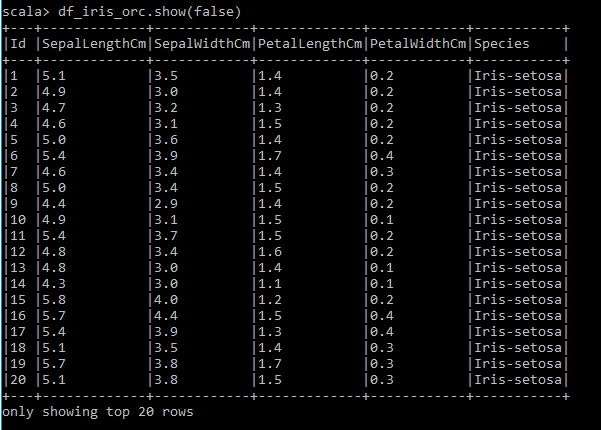 scala> df_iris_orc.show(false)
+---+-------------+------------+-------------+------------+-----------+
|Id |SepalLengthCm|SepalWidthCm|PetalLengthCm|PetalWidthCm|Species    |
+---+-------------+------------+-------------+------------+-----------+
|1  |5.1          |3.5         |1.4          |0.2         |Iris-setosa|
|2  |4.9          |3.0         |1.4          |0.2         |Iris-setosa|
|3  |4.7          |3.2         |1.3          |0.2         |Iris-setosa|
|4  |4.6          |3.1         |1.5          |0.2         |Iris-setosa|
|5  |5.0          |3.6         |1.4          |0.2         |Iris-setosa|
|6  |5.4          |3.9         |1.7          |0.4         |Iris-setosa|
|7  |4.6          |3.4         |1.4          |0.3         |Iris-setosa|
|8  |5.0          |3.4         |1.5          |0.2         |Iris-setosa|
|9  |4.4          |2.9         |1.4          |0.2         |Iris-setosa|
|10 |4.9          |3.1         |1.5          |0.1         |Iris-setosa|
|11 |5.4          |3.7         |1.5          |0.2         |Iris-setosa|
|12 |4.8          |3.4         |1.6          |0.2         |Iris-setosa|
|13 |4.8          |3.0         |1.4          |0.1         |Iris-setosa|
|14 |4.3          |3.0         |1.1          |0.1         |Iris-setosa|
|15 |5.8          |4.0         |1.2          |0.2         |Iris-setosa|
|16 |5.7          |4.4         |1.5          |0.4         |Iris-setosa|
|17 |5.4          |3.9         |1.3          |0.4         |Iris-setosa|
|18 |5.1          |3.5         |1.4          |0.3         |Iris-setosa|
|19 |5.7          |3.8         |1.7          |0.3         |Iris-setosa|
|20 |5.1          |3.8         |1.5          |0.3         |Iris-setosa|
+---+-------------+------------+-------------+------------+-----------+
only showing top 20 rows